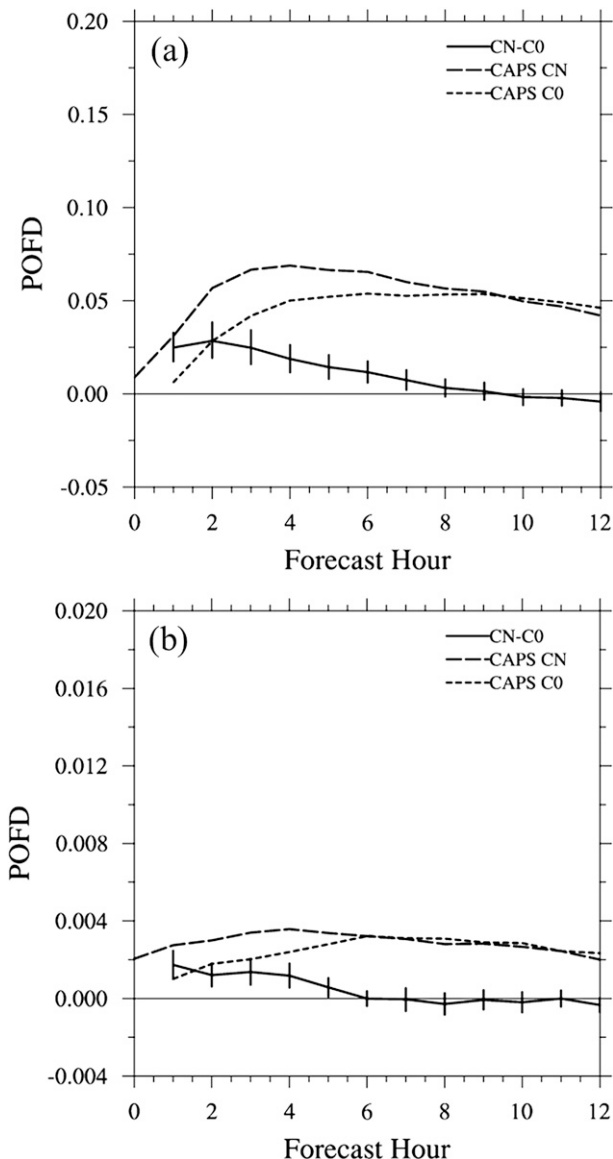 (a)
CN-C0
CAPS CN
CAPS C0
0.20
0.15
0.10
0.05
0.00
-0.05
POFD
0 2 4 6 8 10 12
Forecast Hour
(b)
CN-C0
CAPS CN
CAPS C0
0.020
0.016
0.012
0.008
0.004
0.000
-0.004
POFD
0 2 4 6 8 10 12
Forecast Hour